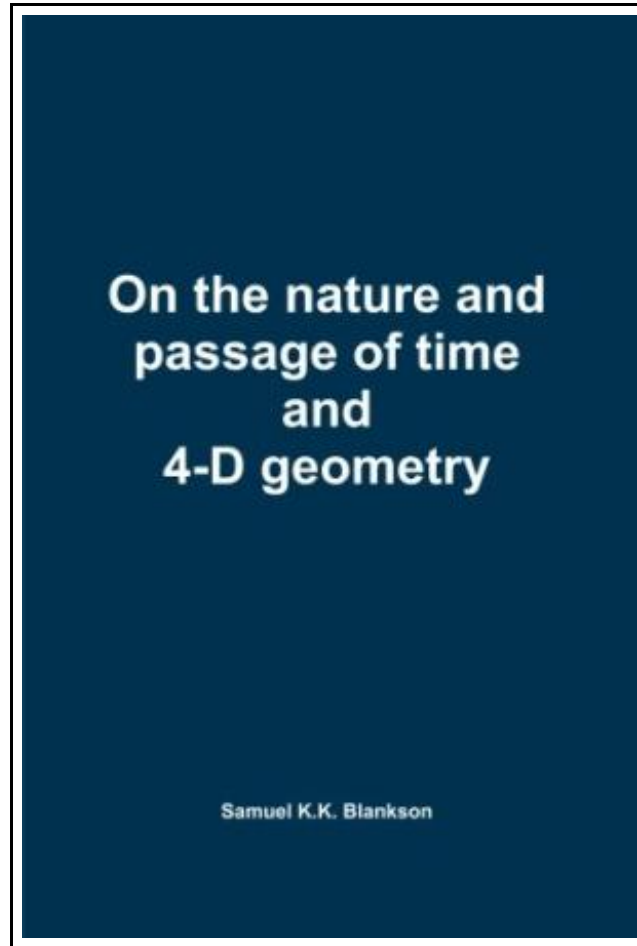 On the nature and
passage of time
and
4-D geometry
Samuel K.K. Blankson